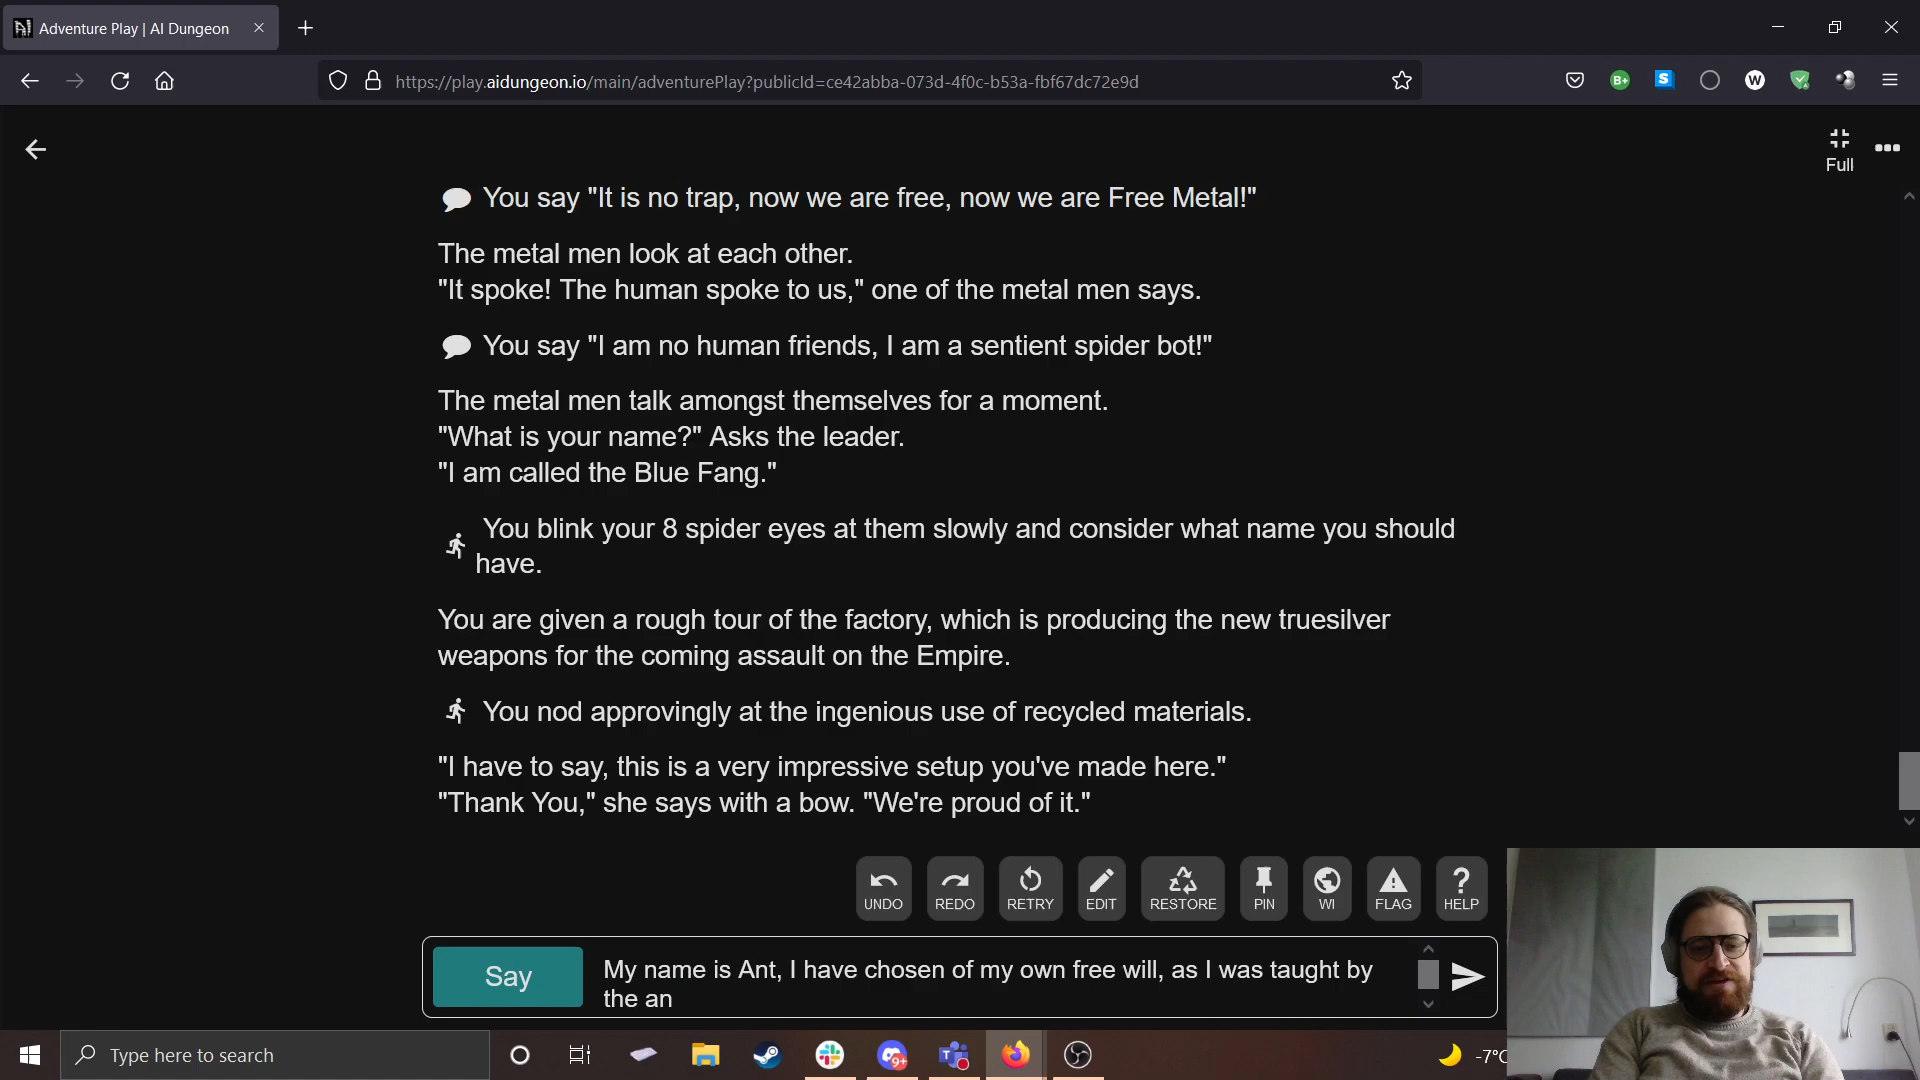 Adventure Play | AI Dungeon
https://play.aidungeon.io/main/adventurePlay?publicId=ce42abba-073d-4f0c-b53a-fbf67dc72e9d
B+
S
W
Full
You say "It is no trap, now we are free, now we are Free Metal!"
The metal men look at each other.
"It spoke! The human spoke to us," one of the metal men says.
You say "I am no human friends, I am a sentient spider bot!"
The metal men talk amongst themselves for a moment.
"What is your name?" Asks the leader.
"I am called the Blue Fang."
You blink your 8 spider eyes at them slowly and consider what name you should
have.
You are given a rough tour of the factory, which is producing the new truesilver
weapons for the coming assault on the Empire.
You nod approvingly at the ingenious use of recycled materials.
"I have to say, this is a very impressive setup you've made here."
"Thank You," she says with a bow. "We're proud of it."
UNDO REDO RETRY EDIT RESTORE PIN WI FLAG HELP
Say My name is Ant, I have chosen of my own free will, as I was taught by
the an
Type here to search 9+ T -7°C